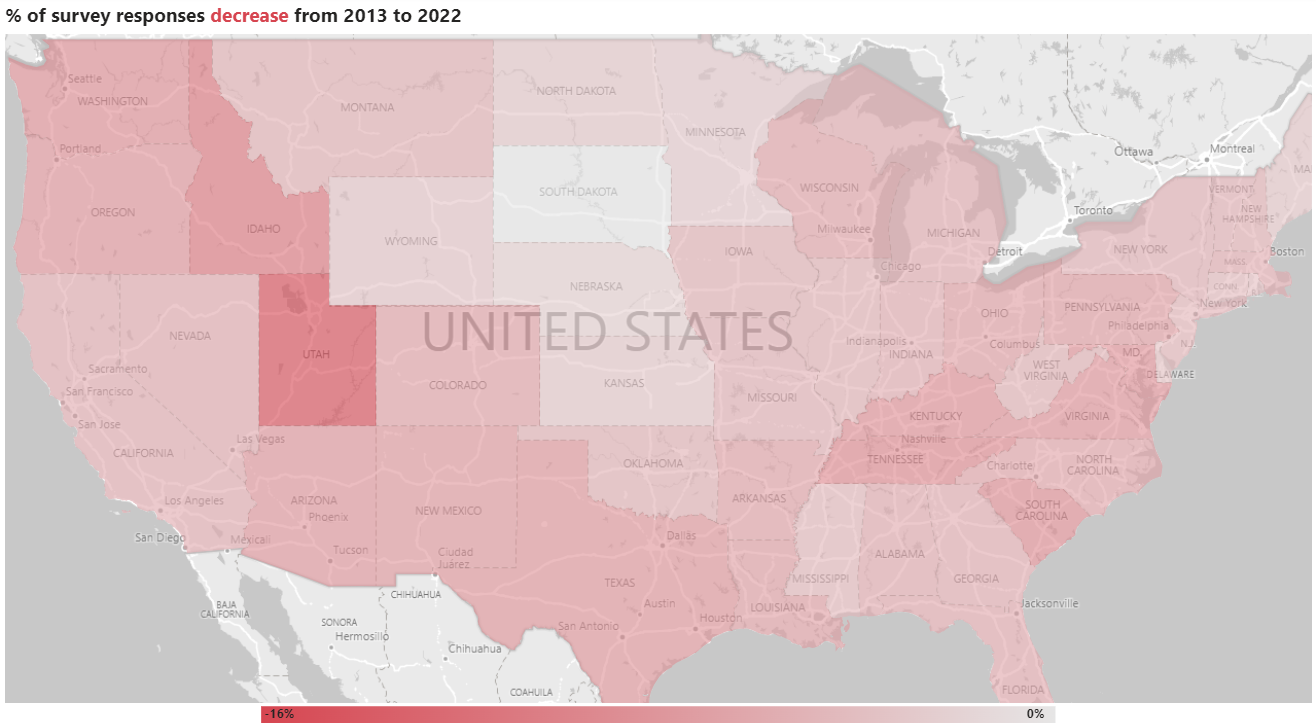 % of survey responses decrease from 2013 to 2022
Seattle
WASHINGTON
MONTANA
NORTH DAKOTA
MINNESOTA
Ottawa
Montreal
Portland
SOUTH DAKOTA
WISCONSIN
VERMONT
NEW
HAMPSHIRE
OREGON
IDAHO
WYOMING
Milwaukee
MICHIGAN
Toronto
IOWA
Detroit
NEW YORK
Boston
MASS.
Chicago
NEBRASKA
CONN.
New York
NEVADA
UNITED STATES
OHIO
PENNSYLVANIA
Philadelphia
Indianapolis
INDIANA
Columbus
MD.
N.J.
UTAH
Sacramento
COLORADO
KANSAS
WEST
VIRGINIA
DELAWARE
San Francisco
MISSOURI
San Jose
KENTUCKY
VIRGINIA
Las Vegas
Nashville
CALIFORNIA
OKLAHOMA
TENNESSEE
Charlotte
NORTH
CAROLINA
Los Angeles
ARIZONA
Phoenix
NEW MEXICO
ARKANSAS
SOUTH
CAROLINA
San Diego
Mexicali
Tucson
Ciudad
Juárez
Dallas
ALABAMA
TEXAS
MISSISSIPPI
GEORGIA
BAJA
CALIFORNIA
CHIHUAHUA
Austin
LOUISIANA
Jacksonville
SONORA
Hermosillo
San Antonio
Houston
Chihuahua
COAHUILA
FLORIDA
-16%
0%